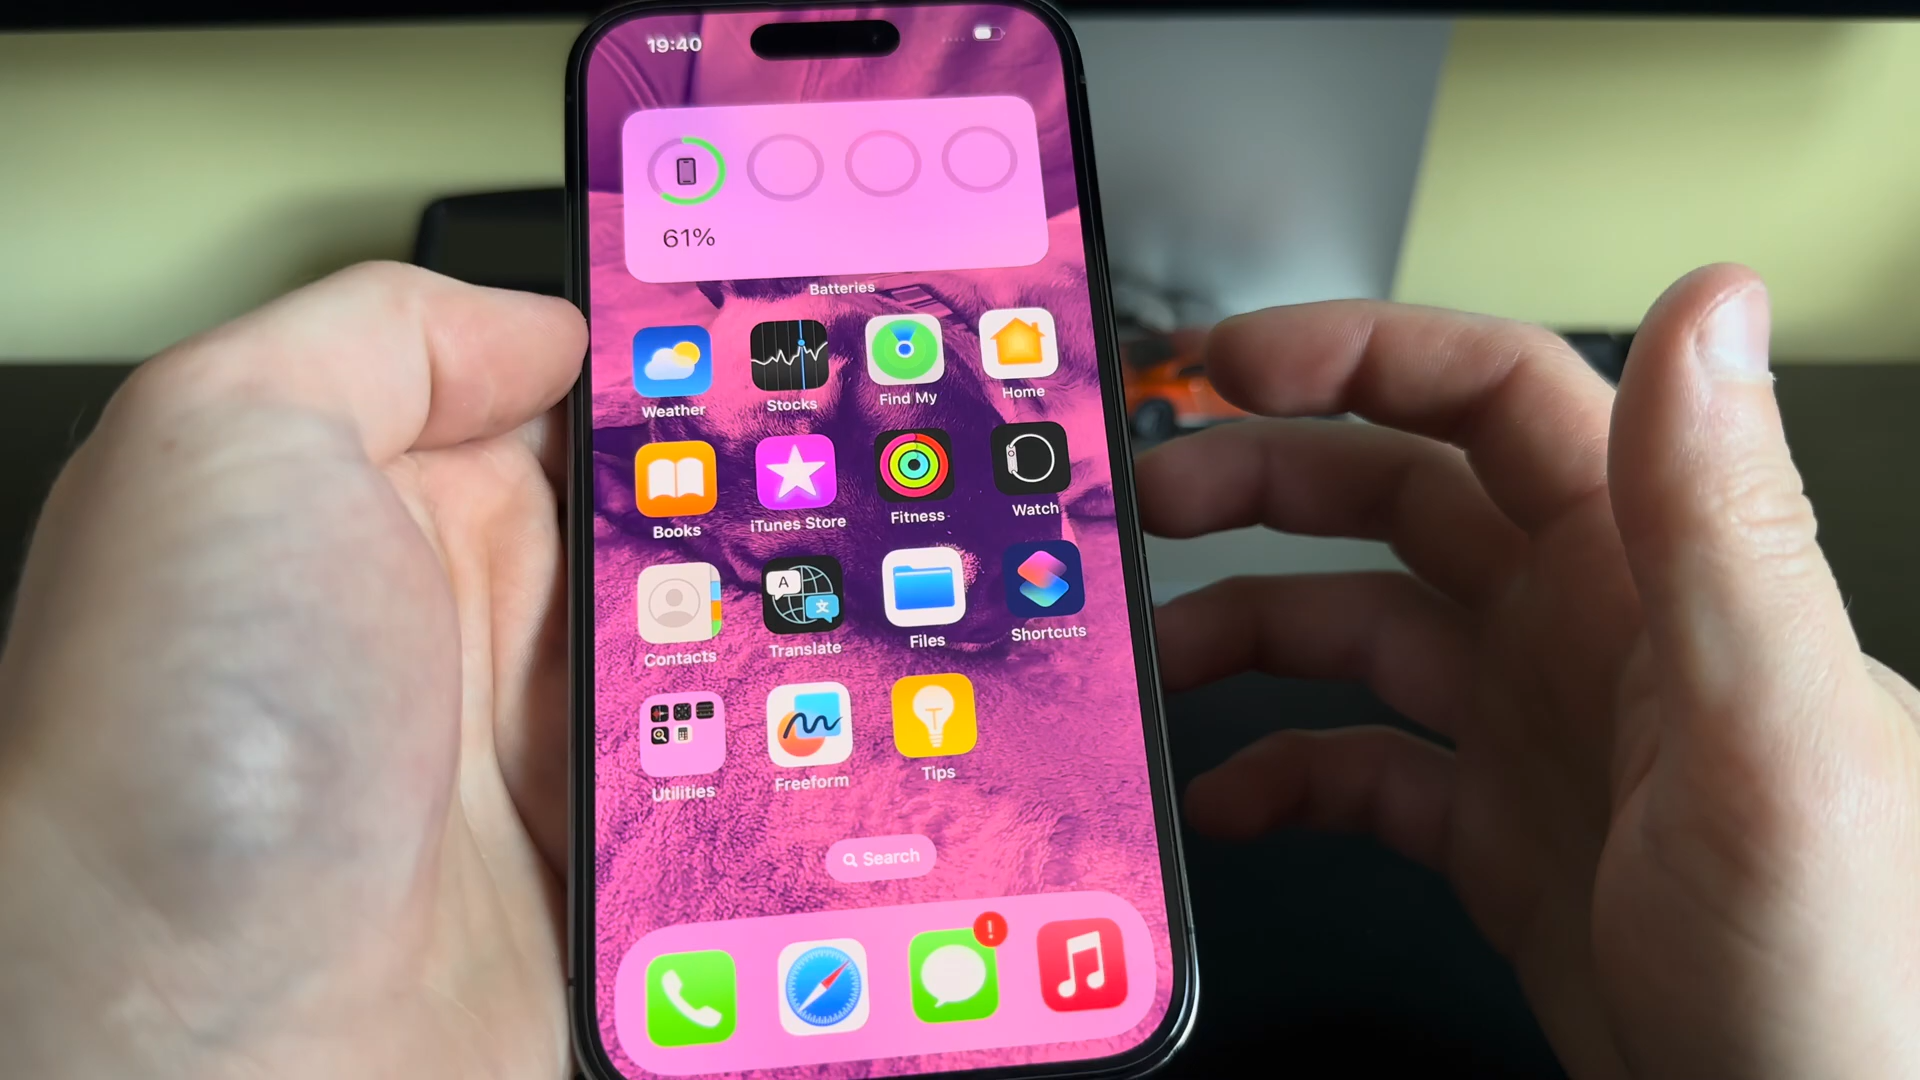 19:40
61%
Batteries
Weather
Stocks
Find My
Home
Books
iTunes Store
Fitness
Watch
Contacts
A
文
Translate
Files
Shortcuts
Utilities
Freeform
Tips
Search
!